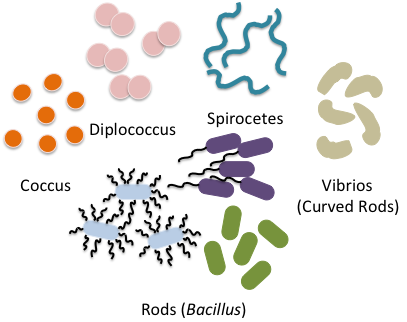 Spirocetes
Diplococcus
Coccus
Vibrios
(Curved Rods)
Rods (Bacillus)